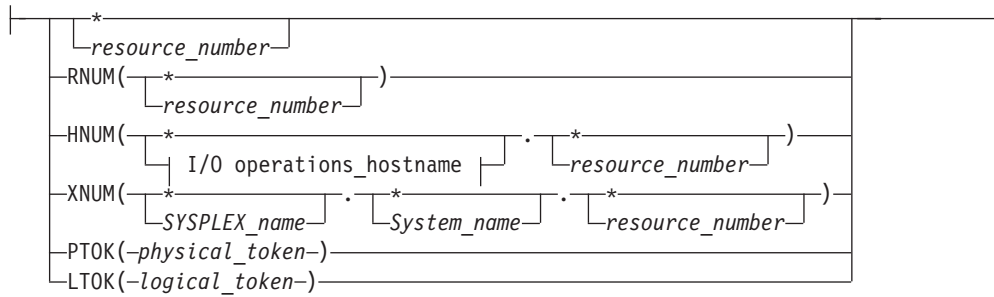 *
resource_number
RNUM( * )
resource_number
HNUM( * . * )
I/O operations_hostname resource_number
XNUM( * . * . * )
SYSPLEX_name System_name resource_number
PTOK( physical_token )
LTOK( logical_token )